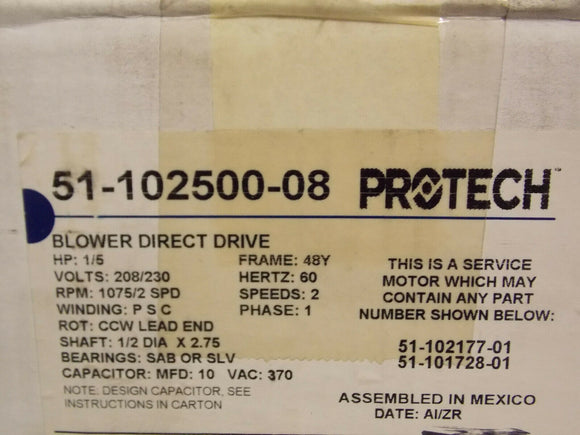 51-102500-08 PROTECH™
BLOWER DIRECT DRIVE
HP: 1/5 FRAME: 48Y
VOLTS: 208/230 HERTZ: 60
RPM: 1075/2 SPD SPEEDS: 2
WINDING: P S C PHASE: 1
ROT: CCW LEAD END
SHAFT: 1/2 DIA X 2.75
BEARINGS: SAB OR SLV
CAPACITOR: MFD: 10 VAC: 370
NOTE: DESIGN CAPACITOR, SEE
INSTRUCTIONS IN CARTON
THIS IS A SERVICE
MOTOR WHICH MAY
CONTAIN ANY PART
NUMBER SHOWN BELOW:
51-102177-01
51-101728-01
ASSEMBLED IN MEXICO
DATE: AI/ZR